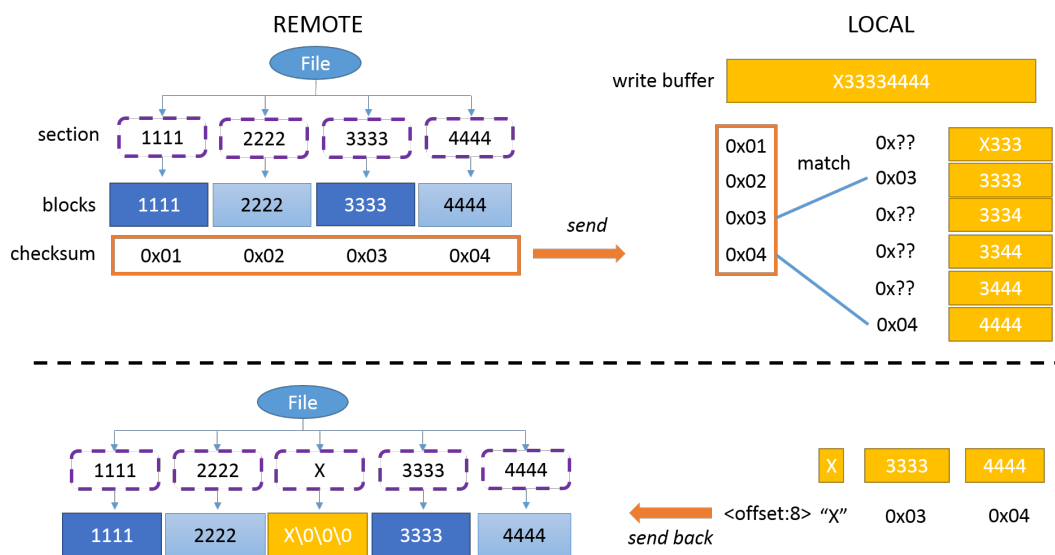 REMOTE
LOCAL
File
write buffer
X33334444
section
1111 2222 3333 4444
blocks
1111 2222 3333 4444
checksum
0x01 0x02 0x03 0x04
send
0x01
0x02
0x03
0x04
match
0x?? X333
0x03 3333
0x?? 3334
0x?? 3344
0x?? 3444
0x04 4444
File
1111 2222 X 3333 4444
1111 2222 X\0\0\0 3333 4444
X 3333 4444
<offset:8> “X” 0x03 0x04
send back